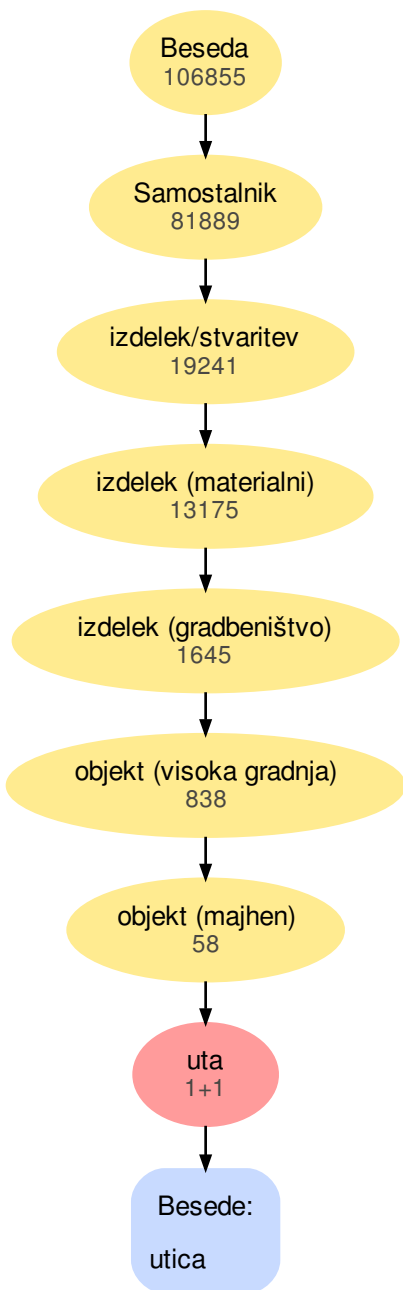 Beseda
106855
Samostalnik
81889
izdelek/stvaritev
19241
izdelek (materialni)
13175
izdelek (gradbeništvo)
1645
objekt (visoka gradnja)
838
objekt (majhen)
58
uta
1+1
Besede:
utica